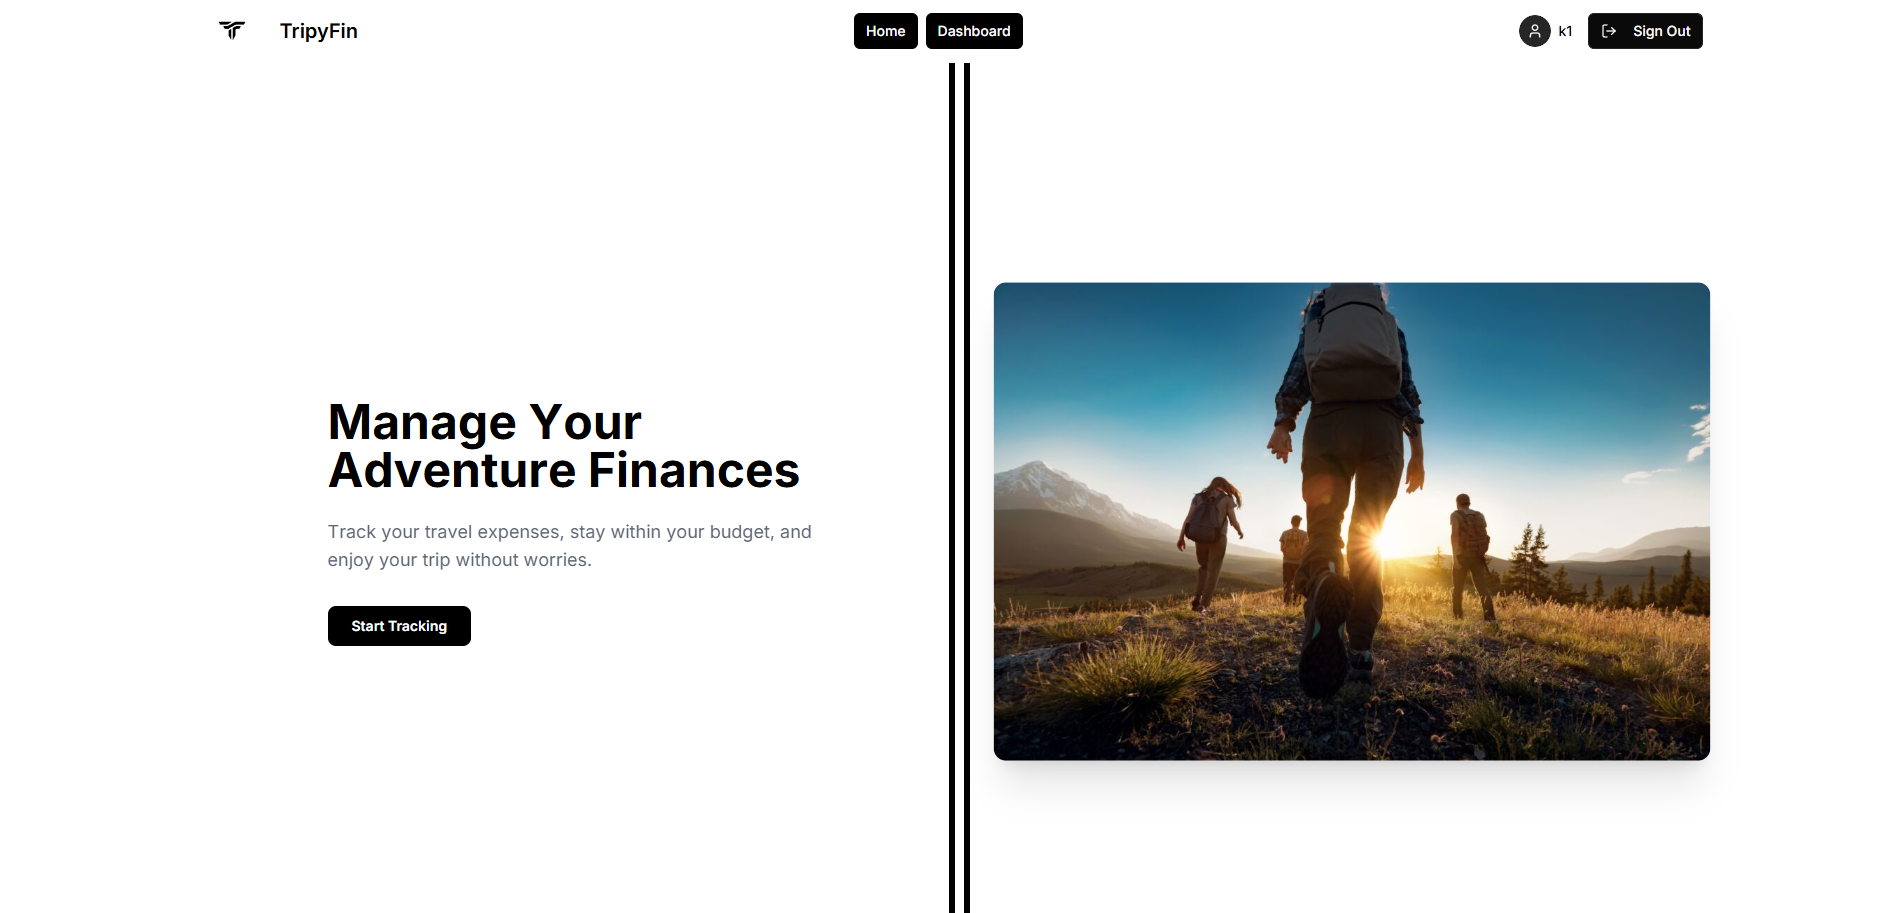 TripyFin
Home
Dashboard
k1
Sign Out
Manage Your
Adventure Finances
Track your travel expenses, stay within your budget, and
enjoy your trip without worries.
Start Tracking